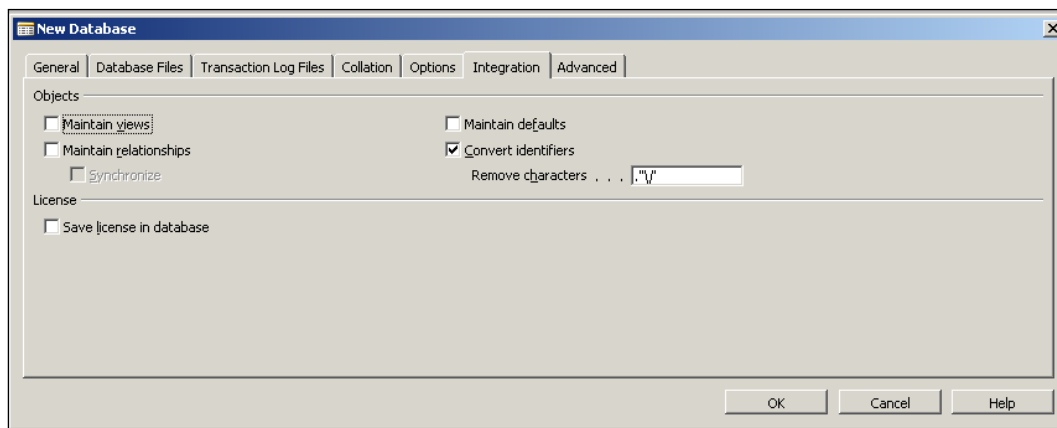 New Database
General Database Files Transaction Log Files Collation Options Integration Advanced
Objects
Maintain views Maintain defaults
Maintain relationships Convert identifiers
Synchronize Remove characters . . . ."\/'
License
Save license in database
OK Cancel Help